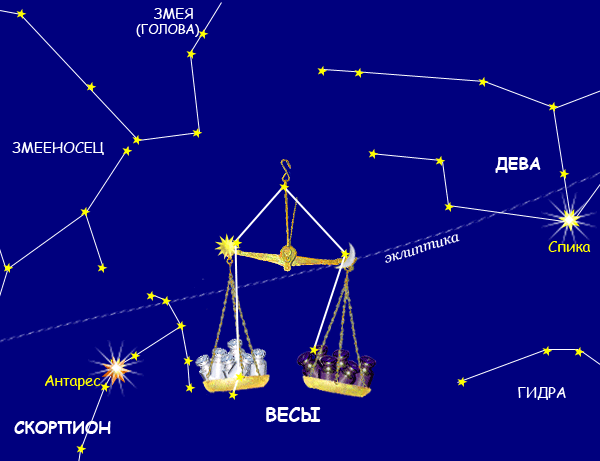 ЗМЕЯ
(ГОЛОВА)
ЗМЕЕНОСЕЦ
ДЕВА
эклиптика
Спика
Антарес
ГИДРА
ВЕСЫ
СКОРПИОН